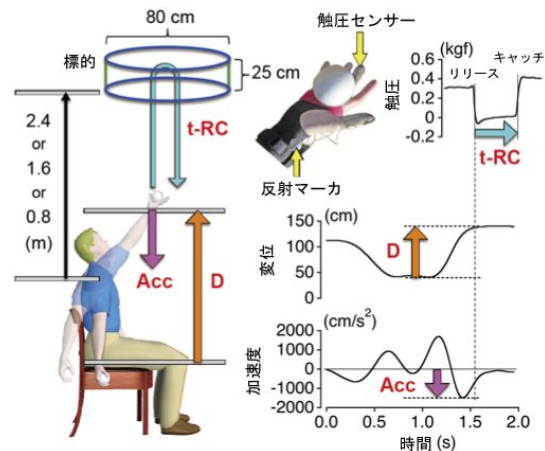 80 cm
標的
25 cm
t-RC
2.4
or
1.6
or
0.8
(m)
Acc
D
触圧センサー
反射マーカ
(kgf)
キャッチ
リリース
触圧
0.6
0.4
0.2
0
-0.2
t-RC
(cm)
変位
150
100
50
0
D
(cm/s²)
加速度
2000
1000
0
-1000
-2000
Acc
0.0 0.5 1.0 1.5 2.0
時間 (s)